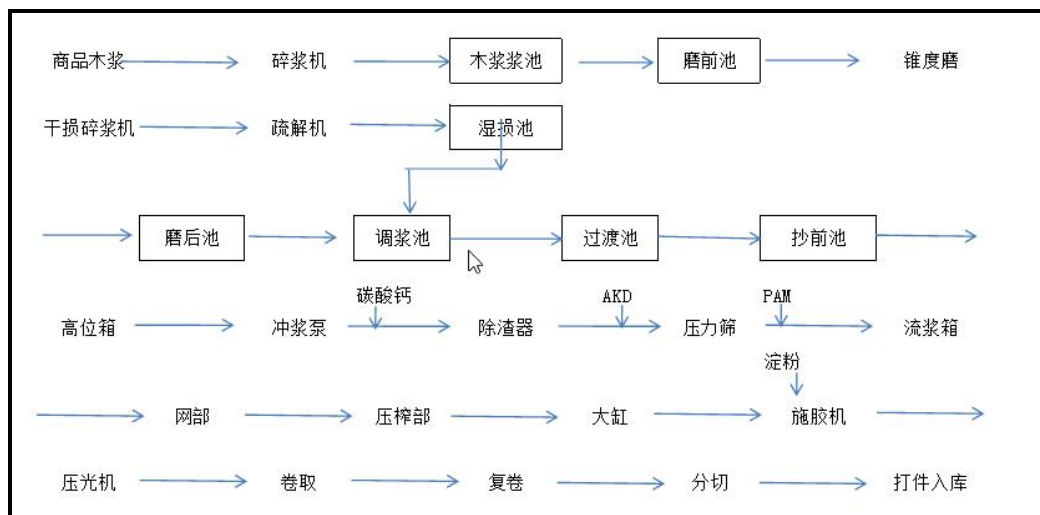 商品木浆 碎浆机 木浆浆池 磨前池 锥度磨
干损碎浆机 疏解机 湿损池
磨后池 调浆池 过渡池 抄前池
碳酸钙 AKD PAM
高位箱 冲浆泵 除渣器 压力筛 流浆箱
淀粉
网部 压榨部 大缸 施胶机
压光机 卷取 复卷 分切 打件入库